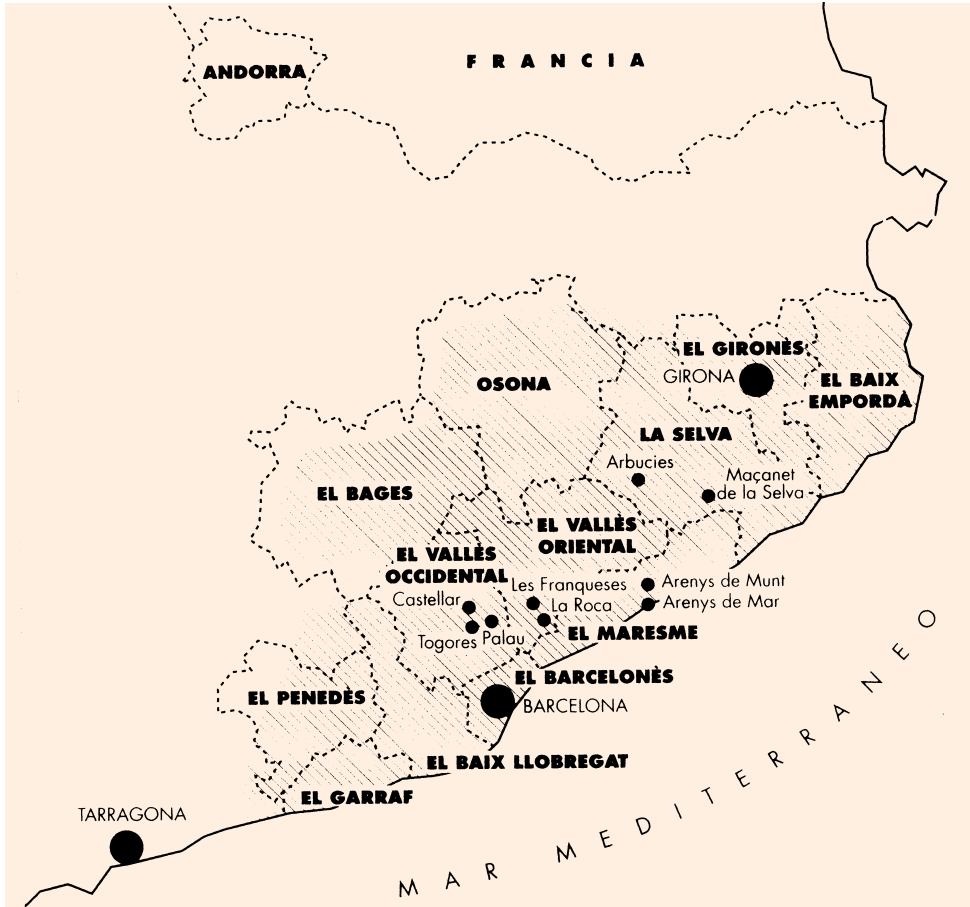 FRANCIA
ANDORRA
EL GIRONÈS
GIRONA
OSONA
EL BAIX
EMPORDÀ
LA SELVA
Arbucies
Maçanet
de la Selva
EL BAGES
EL VALLÈS
ORIENTAL
EL VALLÈS
OCCIDENTAL
Les Franqueses
Arenys de Munt
Castellar
La Roca
Arenys de Mar
Togores
Palau
EL MARESME
EL BARCELONÈS
EL PENEDÈS
BARCELONA
EL BAIX LLOBREGAT
EL GARRAF
TARRAGONA
MAR MEDITERRANEO